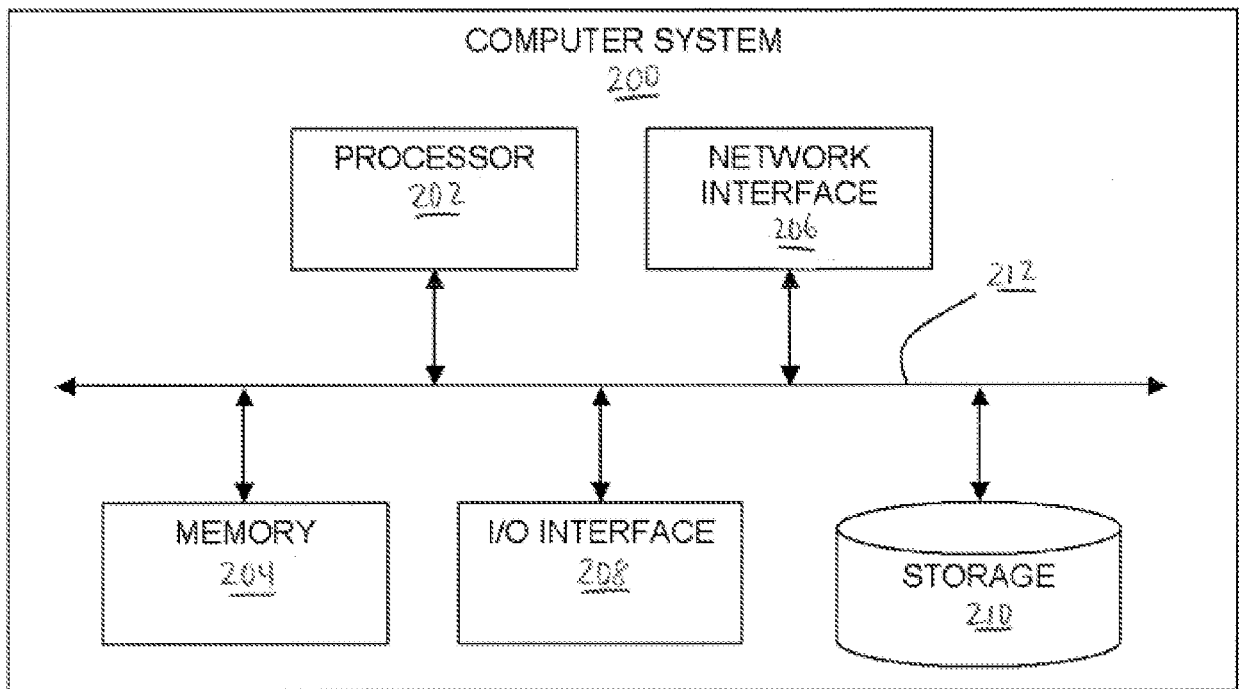 COMPUTER SYSTEM
200
PROCESSOR
202
NETWORK
INTERFACE
206
212
MEMORY
204
I/O INTERFACE
208
STORAGE
210